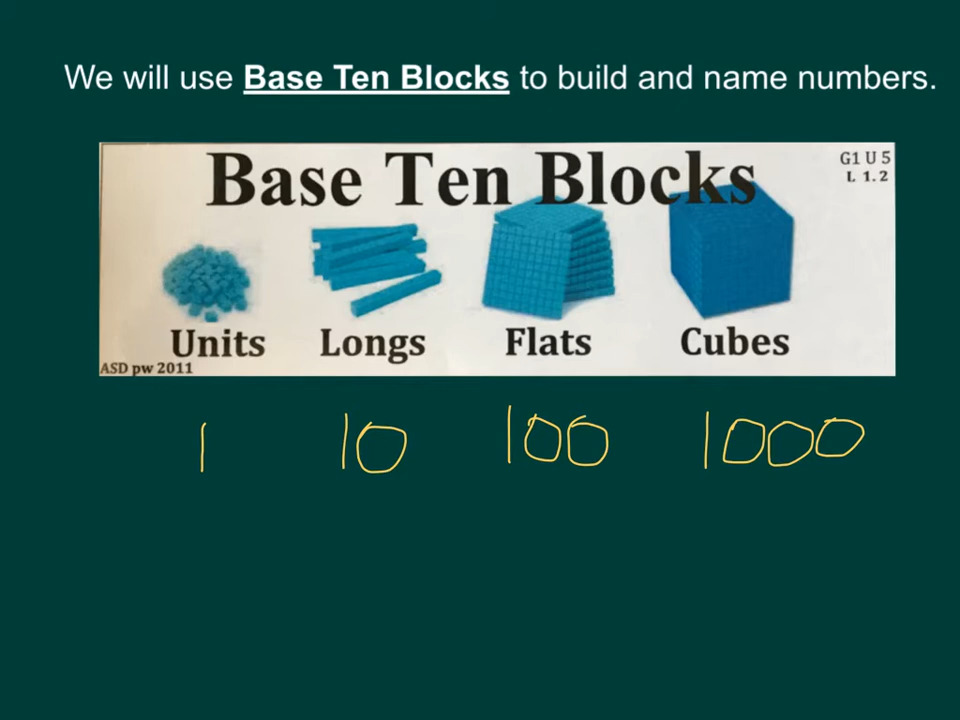 We will use Base Ten Blocks to build and name numbers.
Base Ten Blocks
G1 U 5
L 1.2
Units Longs Flats Cubes
ASD pw 2011
1 10 100 1000